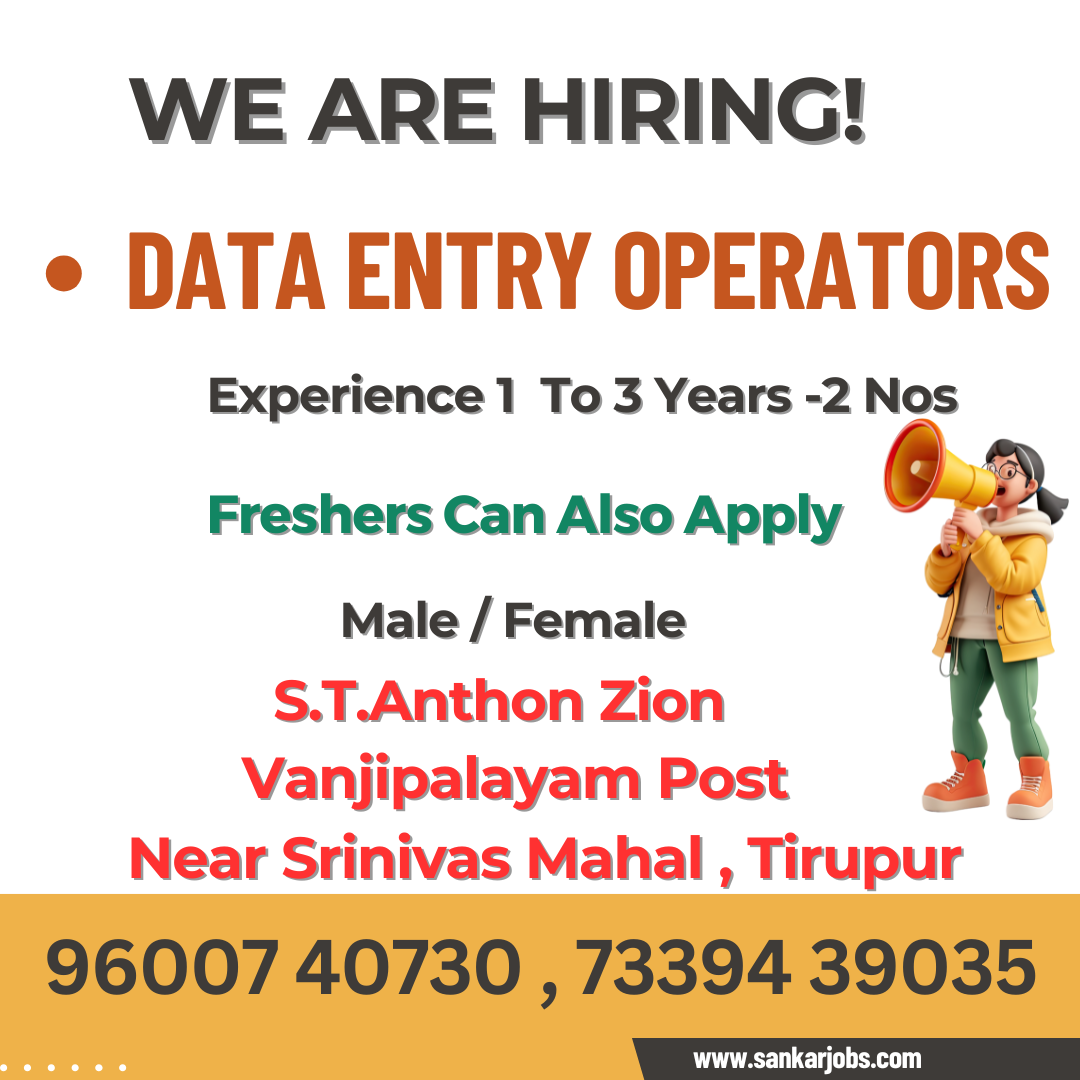 WE ARE HIRING!
• DATA ENTRY OPERATORS
Experience 1 To 3 Years -2 Nos
Freshers Can Also Apply
Male / Female
S.T.Anthon Zion
Vanjipalayam Post
Near Srinivas Mahal , Tirupur
96007 40730 , 73394 39035
www.sankarjobs.com